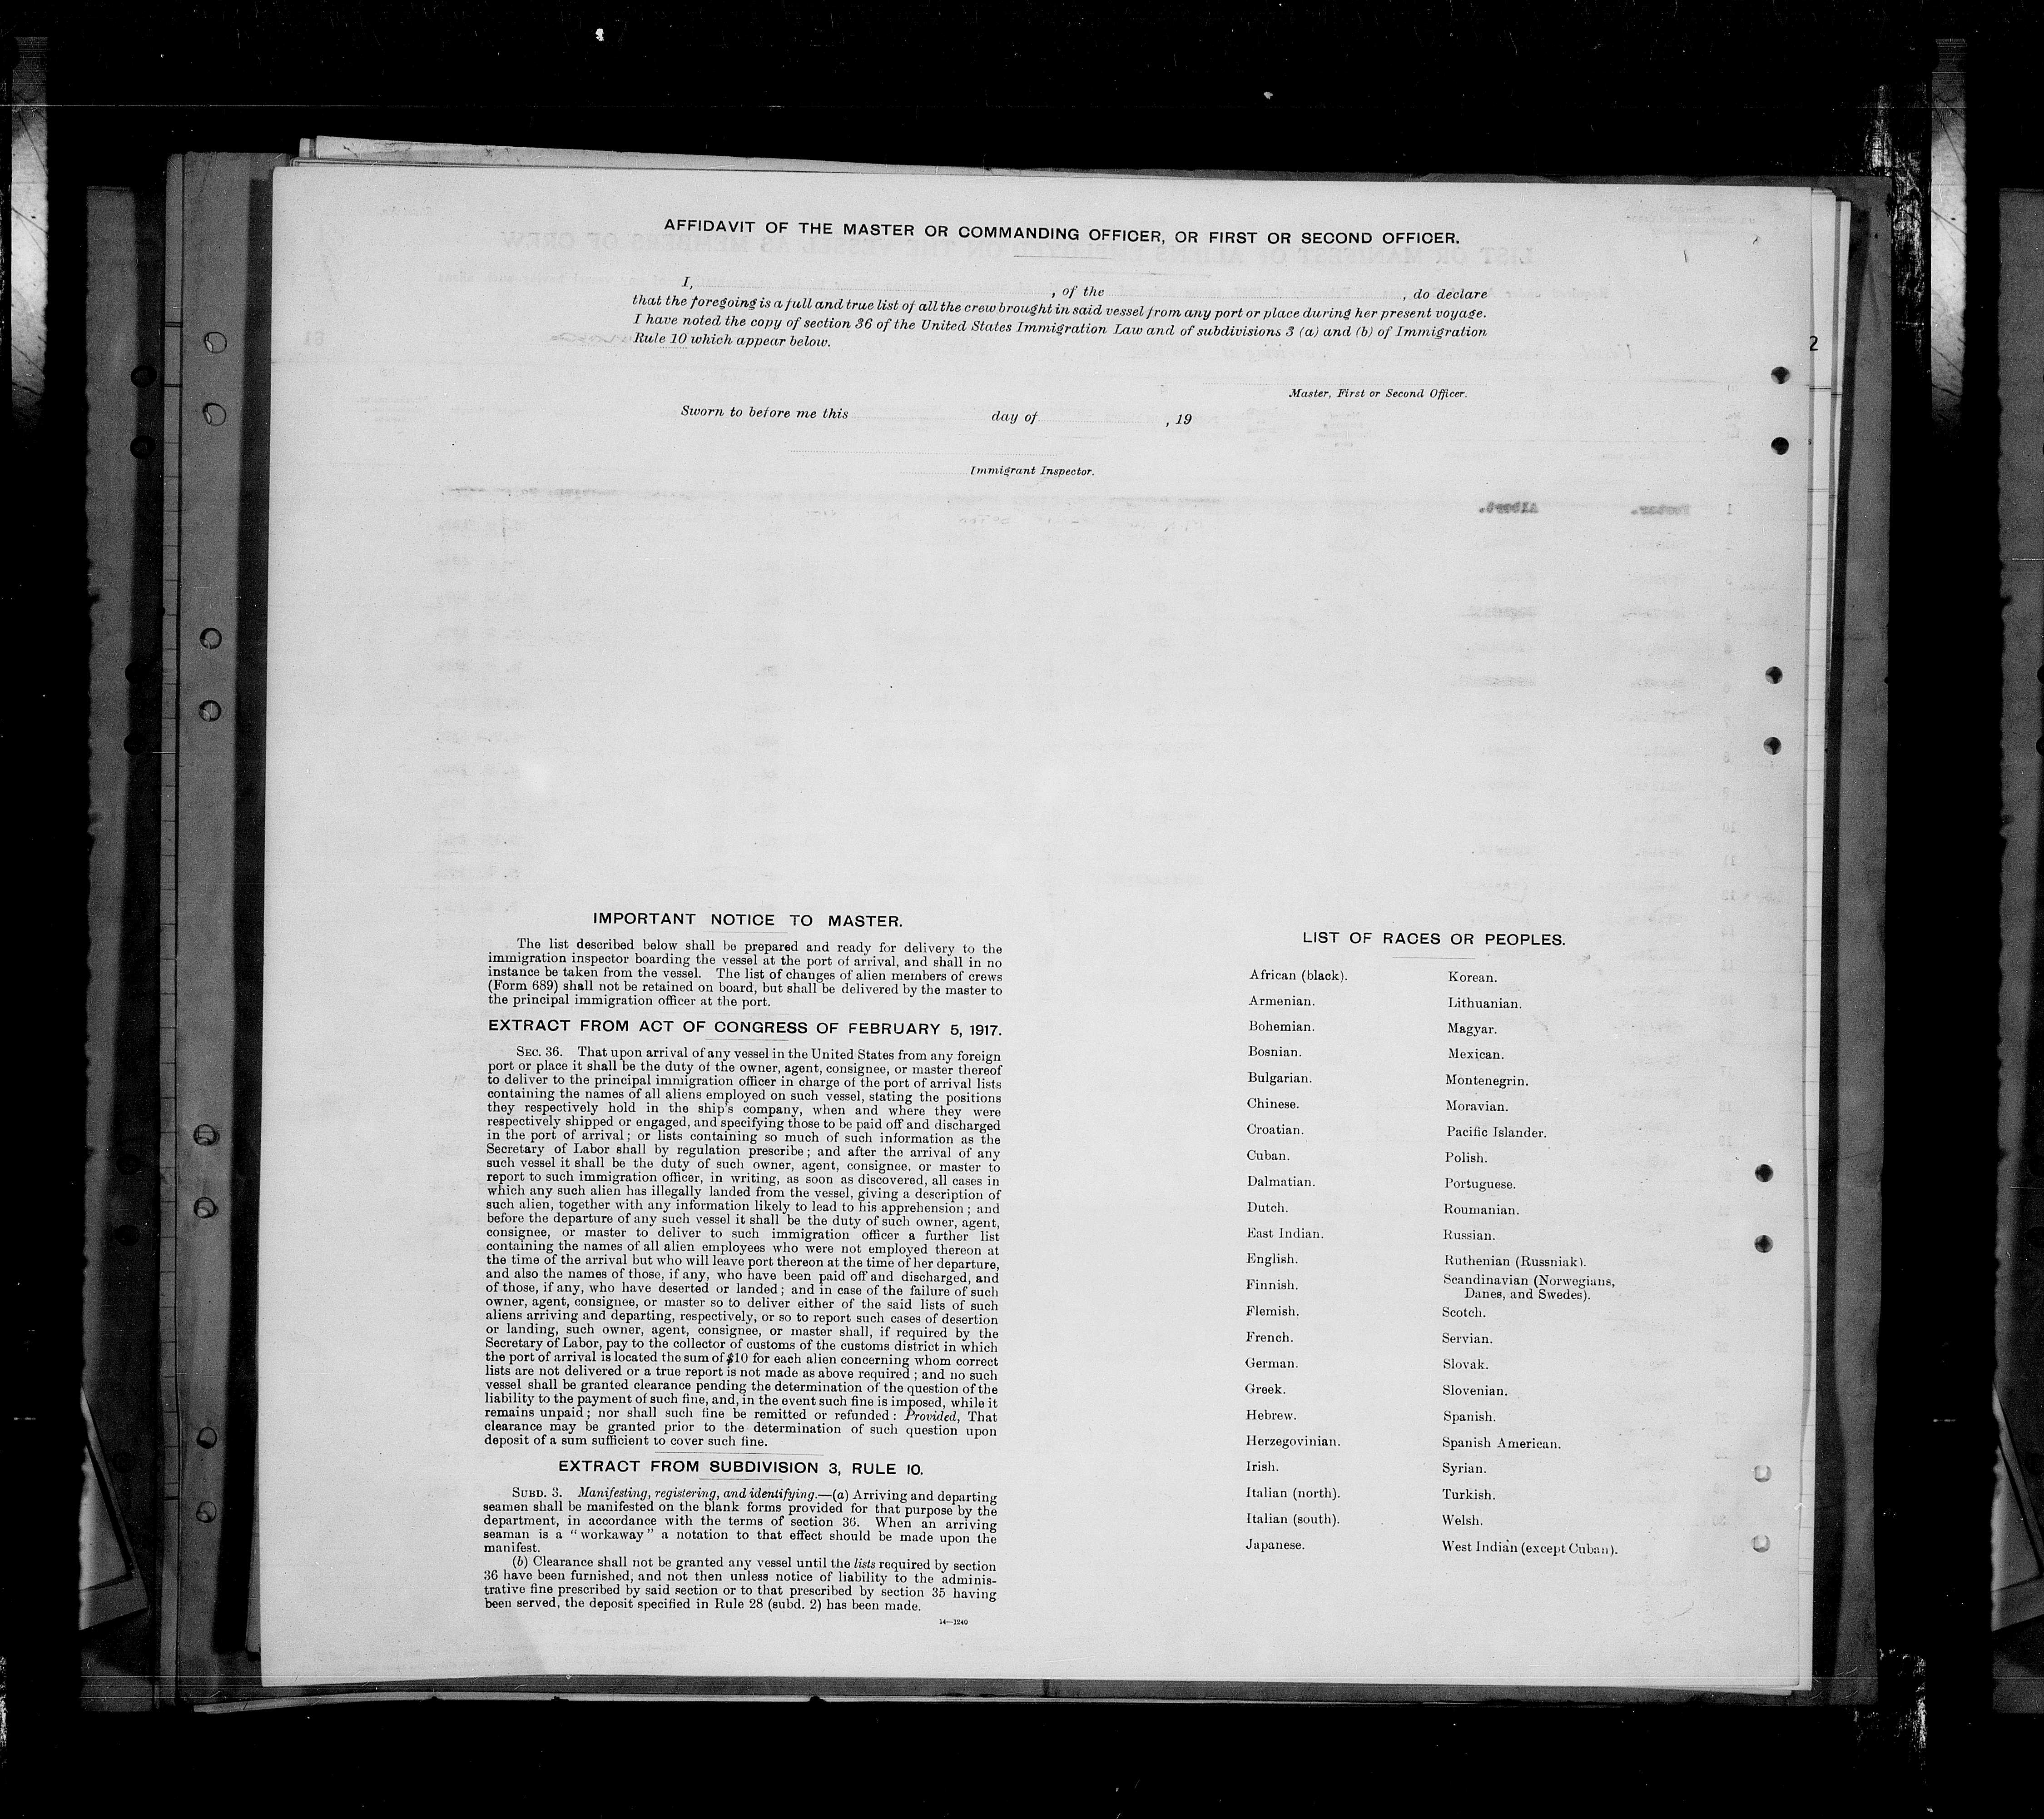 AFFIDAVIT OF THE MASTER OR COMMANDING OFFICER, OR FIRST OR SECOND OFFICER.
I, , of the , do declare
that the foregoing is a full and true list of all the crew brought in said vessel from any port or place during her present voyage.
I have noted the copy of section 36 of the United States Immigration Law and of subdivisions 3 (a) and (b) of Immigration
Rule 10 which appear below.
2
Master, First or Second Officer.
Sworn to before me this day of , 19
Immigrant Inspector.
IMPORTANT NOTICE TO MASTER.
The list described below shall be prepared and ready for delivery to the
immigration inspector boarding the vessel at the port of arrival, and shall in no
instance be taken from the vessel. The list of changes of alien members of crews
(Form 689) shall not be retained on board, but shall be delivered by the master to
the principal immigration officer at the port.
EXTRACT FROM ACT OF CONGRESS OF FEBRUARY 5, 1917.
SEC. 36. That upon arrival of any vessel in the United States from any foreign
port or place it shall be the duty of the owner, agent, consignee, or master thereof
to deliver to the principal immigration officer in charge of the port of arrival lists
containing the names of all aliens employed on such vessel, stating the positions
they respectively hold in the ship's company, when and where they were
respectively shipped or engaged, and specifying those to be paid off and discharged
in the port of arrival; or lists containing so much of such information as the
Secretary of Labor shall by regulation prescribe; and after the arrival of any
such vessel it shall be the duty of such owner, agent, consignee, or master to
report to such immigration officer, in writing, as soon as discovered, all cases in
which any such alien has illegally landed from the vessel, giving a description of
such alien, together with any information likely to lead to his apprehension; and
before the departure of any such vessel it shall be the duty of such owner, agent,
consignee, or master to deliver to such immigration officer a further list
containing the names of all alien employees who were not employed thereon at
the time of the arrival but who will leave port thereon at the time of her departure,
and also the names of those, if any, who have been paid off and discharged, and
of those, if any, who have deserted or landed; and in case of the failure of such
owner, agent, consignee, or master so to deliver either of the said lists of such
aliens arriving and departing, respectively, or so to report such cases of desertion
or landing, such owner, agent, consignee, or master shall, if required by the
Secretary of Labor, pay to the collector of customs of the customs district in which
the port of arrival is located the sum of $10 for each alien concerning whom correct
lists are not delivered or a true report is not made as above required; and no such
vessel shall be granted clearance pending the determination of the question of the
liability to the payment of such fine, and, in the event such fine is imposed, while it
remains unpaid; nor shall such fine be remitted or refunded: Provided, That
clearance may be granted prior to the determination of such question upon
deposit of a sum sufficient to cover such fine.
EXTRACT FROM SUBDIVISION 3, RULE 10.
SUBD. 3. Manifesting, registering, and identifying.—(a) Arriving and departing
seamen shall be manifested on the blank forms provided for that purpose by the
department, in accordance with the terms of section 36. When an arriving
seaman is a "workaway" a notation to that effect should be made upon the
manifest.
(b) Clearance shall not be granted any vessel until the lists required by section
36 have been furnished, and not then unless notice of liability to the adminis-
trative fine prescribed by said section or to that prescribed by section 35 having
been served, the deposit specified in Rule 28 (subd. 2) has been made.
14—1240
LIST OF RACES OR PEOPLES.
African (black).
Armenian.
Bohemian.
Bosnian.
Bulgarian.
Chinese.
Croatian.
Cuban.
Dalmatian.
Dutch.
East Indian.
English.
Finnish.
Flemish.
French.
German.
Greek.
Hebrew.
Herzegovinian.
Irish.
Italian (north).
Italian (south).
Japanese.
Korean.
Lithuanian.
Magyar.
Mexican.
Montenegrin.
Moravian.
Pacific Islander.
Polish.
Portuguese.
Roumanian.
Russian.
Ruthenian (Russniak).
Scandinavian (Norwegians,
Danes, and Swedes).
Scotch.
Servian.
Slovak.
Slovenian.
Spanish.
Spanish American.
Syrian.
Turkish.
Welsh.
West Indian (except Cuban).